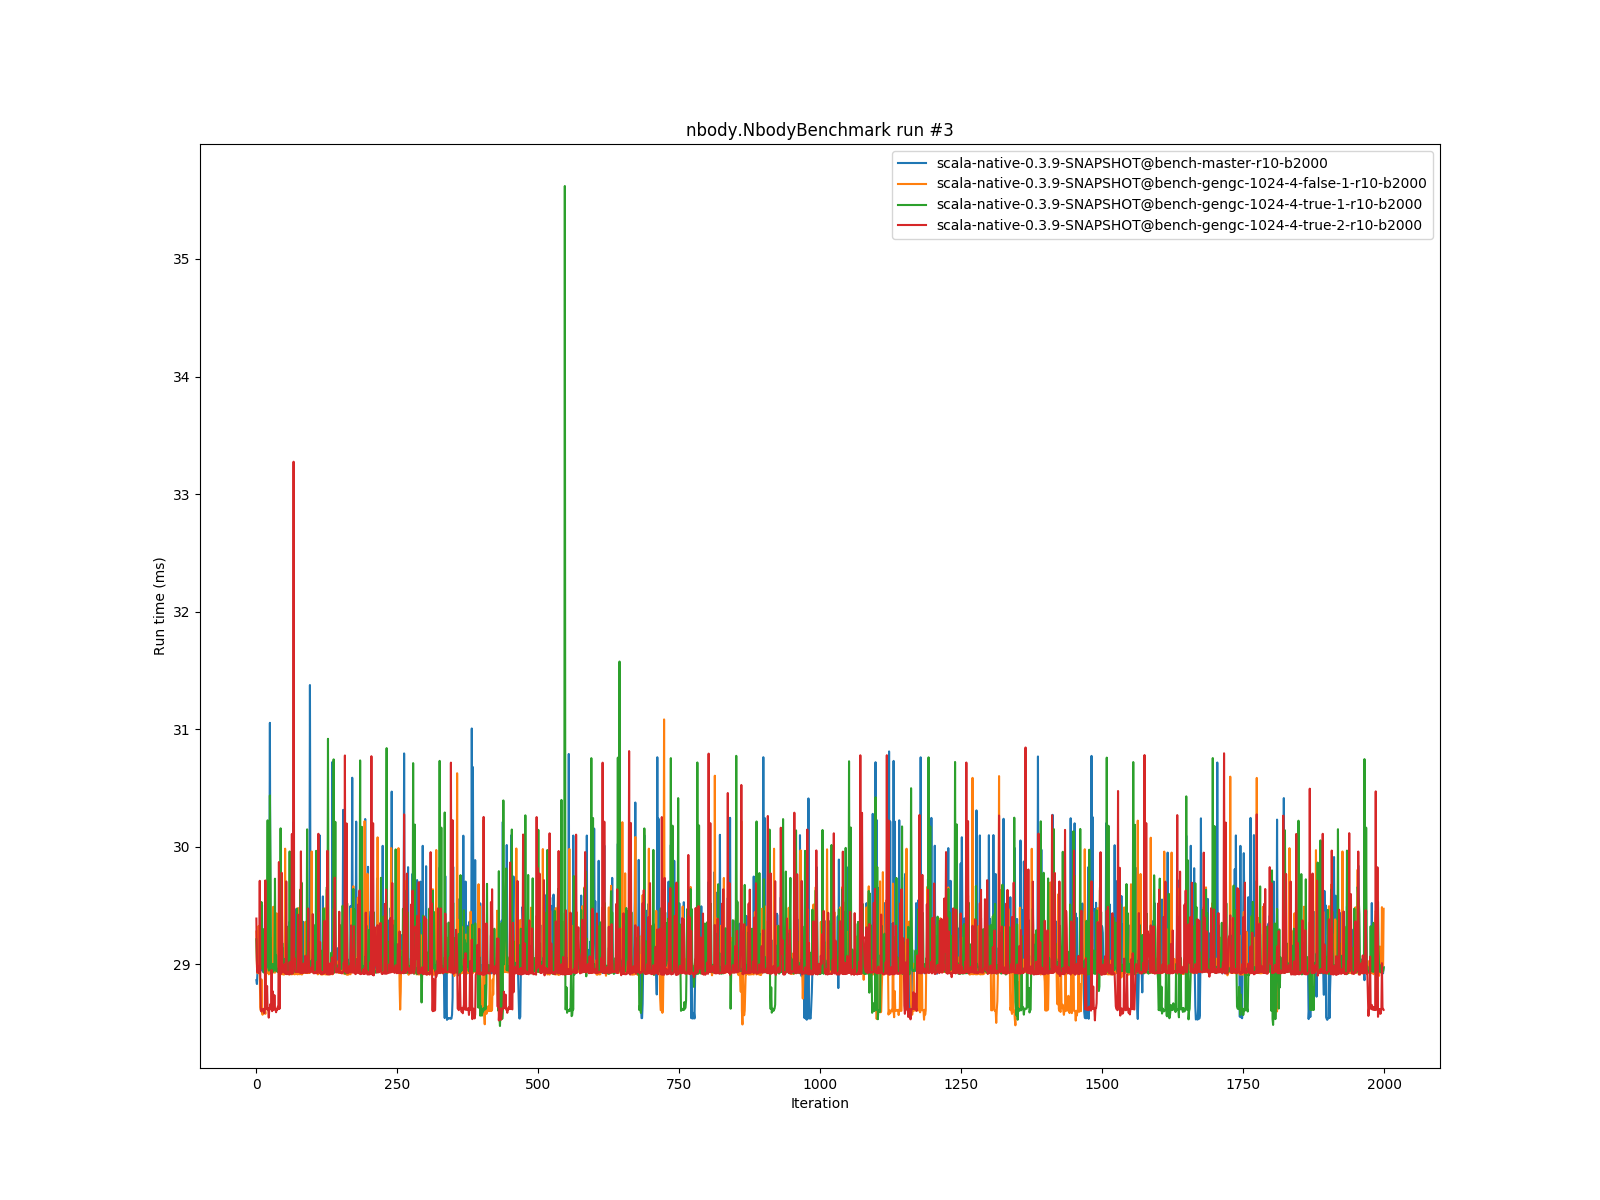 nbody.NbodyBenchmark run #3
scala-native-0.3.9-SNAPSHOT@bench-master-r10-b2000
scala-native-0.3.9-SNAPSHOT@bench-gengc-1024-4-false-1-r10-b2000
scala-native-0.3.9-SNAPSHOT@bench-gengc-1024-4-true-1-r10-b2000
scala-native-0.3.9-SNAPSHOT@bench-gengc-1024-4-true-2-r10-b2000
35
34
33
32
31
30
29
Run time (ms)
0 250 500 750 1000 1250 1500 1750 2000
Iteration